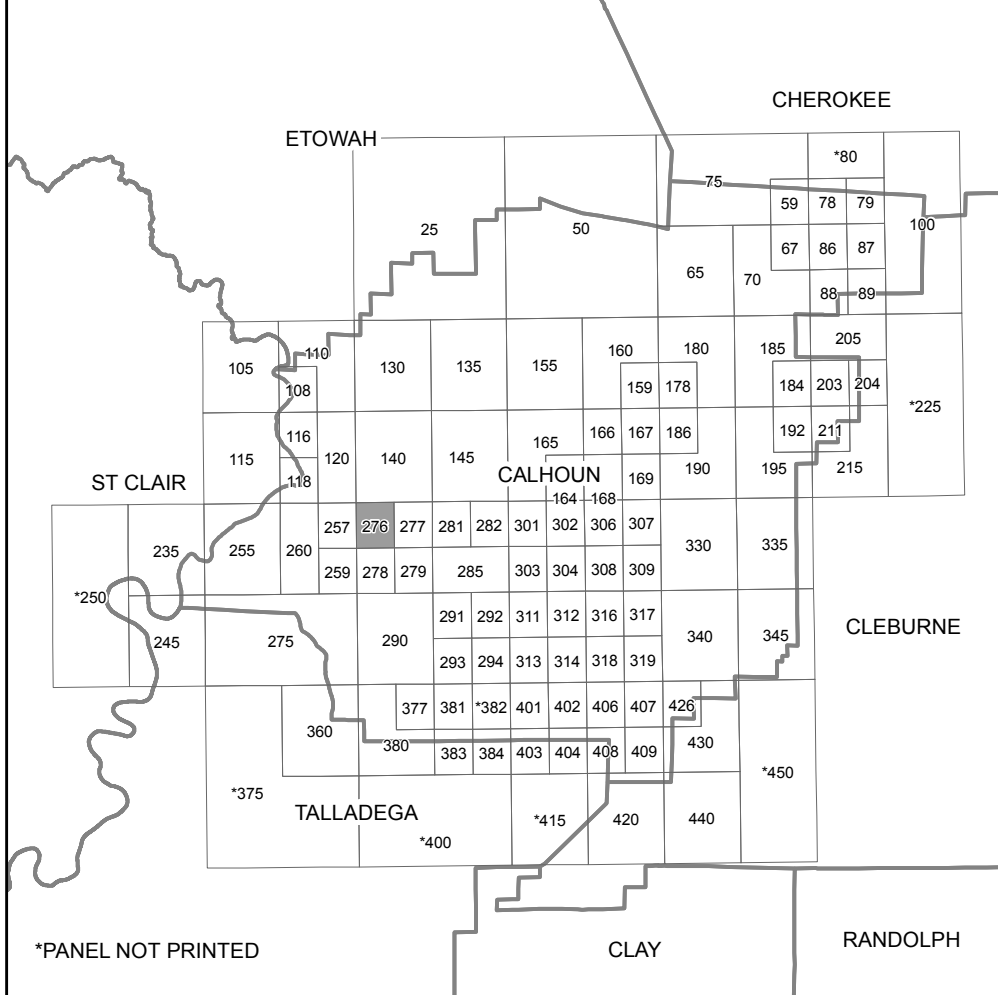 CHEROKEE
ETOWAH
*80
75
59 78 79
25 50 100
67 86 87
65 70
88 89
110 160 180 185 205
105 130 135 155
108 159 178 184 203 204
*225
116 166 167 186 192 211
115 120 140 145 165
CALHOUN 190 195 215
ST CLAIR 118 169
164 168
257 276 277 281 282 301 302 306 307
235 255 260 330 335
259 278 279 285 303 304 308 309
*250
291 292 311 312 316 317
245 275 290 340 345 CLEBURNE
293 294 313 314 318 319
377 381 *382 401 402 406 407 426
360
380 383 384 403 404 408 409 430
*375 *450
TALLADEGA *415 420 440
*400
*PANEL NOT PRINTED CLAY RANDOLPH